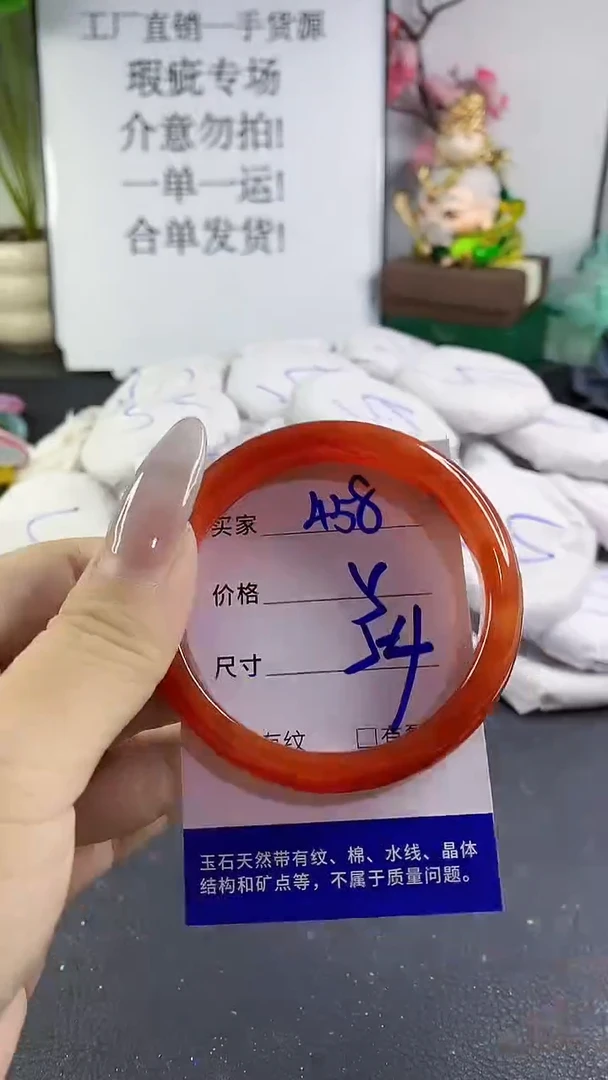 工厂直销一手货源
瑕疵专场
介意勿拍!
一单一运!
合单发货!
买家 458
价格
尺寸 54
有纹 □有
玉石天然带有纹、棉、水线、晶体
结构和矿点等，不属于质量问题。